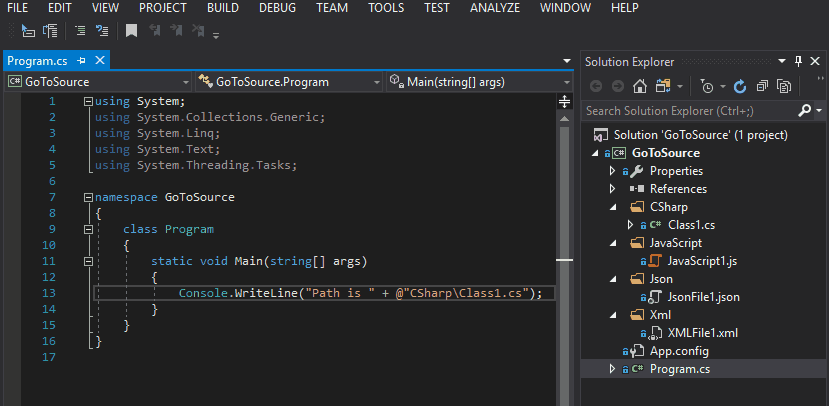 FILE EDIT VIEW PROJECT BUILD DEBUG TEAM TOOLS TEST ANALYZE WINDOW HELP
Program.cs
C# GoToSource GoToSource.Program Main(string[] args)
1 using System;
2 using System.Collections.Generic;
3 using System.Linq;
4 using System.Text;
5 using System.Threading.Tasks;
6
7 namespace GoToSource
8 {
9 class Program
10 {
11 static void Main(string[] args)
12 {
13 Console.WriteLine("Path is " + @"CSharp\Class1.cs");
14 }
15 }
16 }
17
Solution Explorer
Search Solution Explorer (Ctrl+;)
Solution 'GoToSource' (1 project)
C# GoToSource
Properties
References
CSharp
C# Class1.cs
JavaScript
JavaScript1.js
Json
JsonFile1.json
Xml
XMLFile1.xml
App.config
C# Program.cs